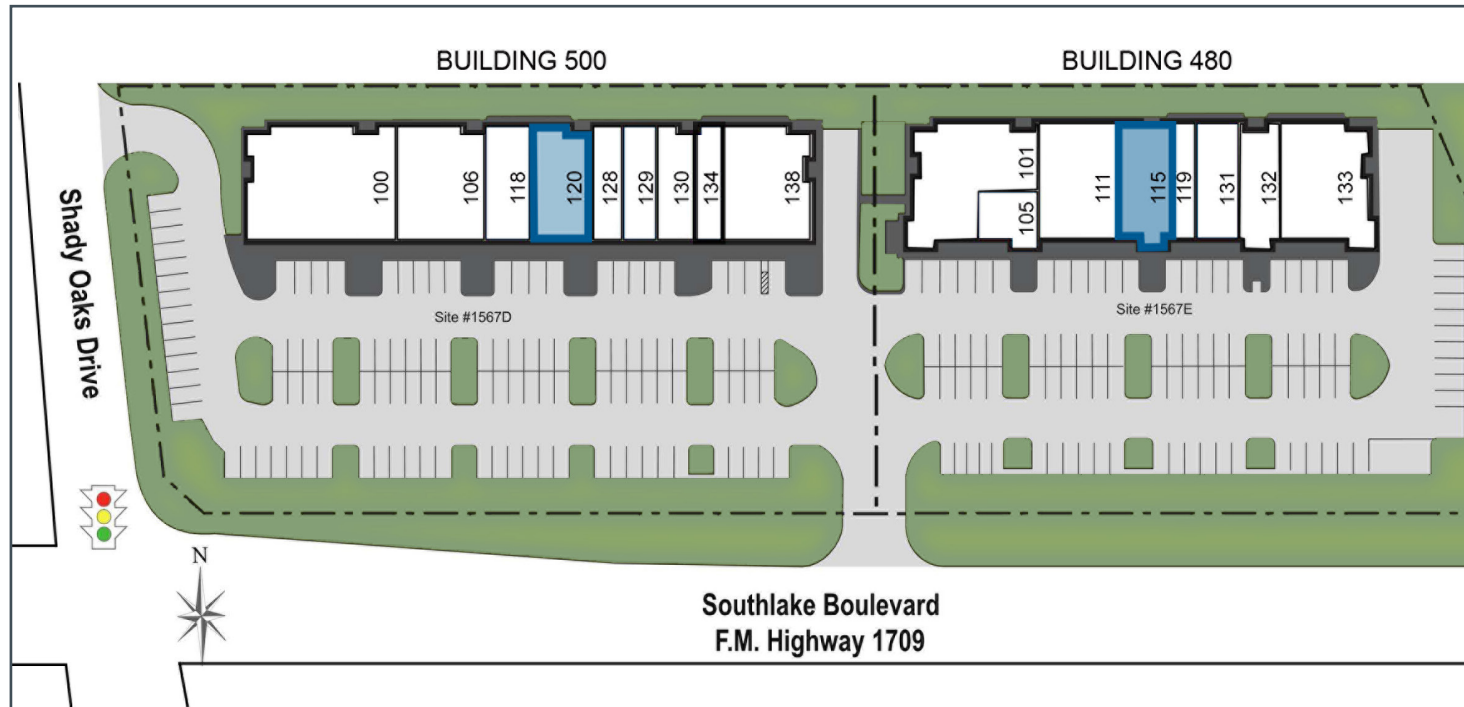 BUILDING 500
BUILDING 480
100
106
118
120
128
129
130
134
138
101
105
111
115
119
131
132
133
Shady Oaks Drive
Site #1567D
Site #1567E
N
Southlake Boulevard
F.M. Highway 1709